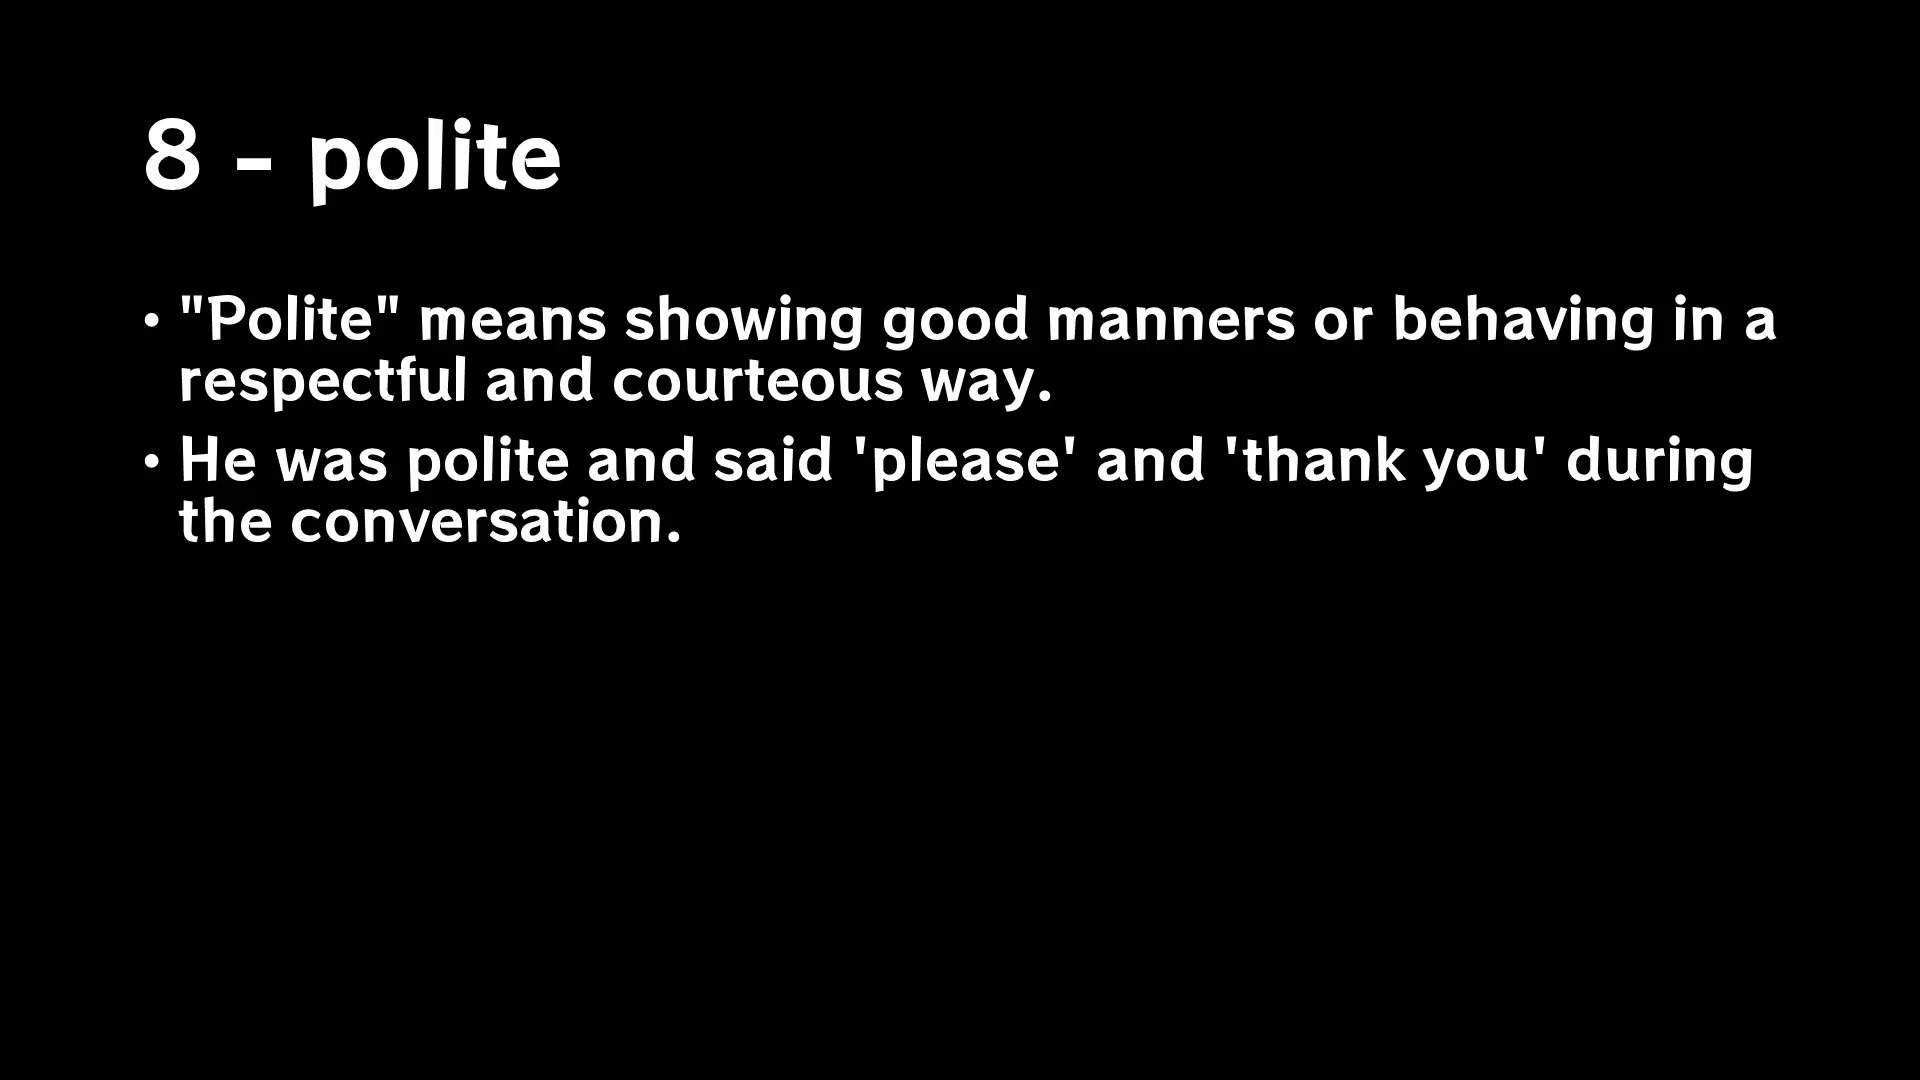 8 - polite
• "Polite" means showing good manners or behaving in a
respectful and courteous way.
• He was polite and said 'please' and 'thank you' during
the conversation.